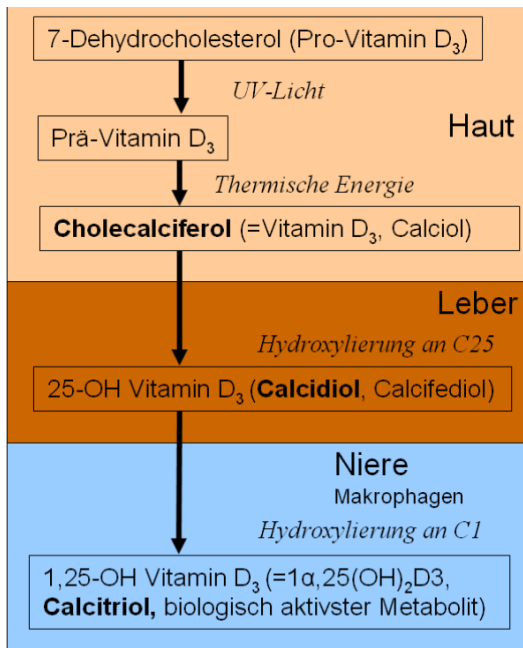 7-Dehydrocholesterol (Pro-Vitamin D₃)
UV-Licht
Haut
Prä-Vitamin D₃
Thermische Energie
Cholecalciferol (=Vitamin D₃, Calciol)
Leber
Hydroxylierung an C25
25-OH Vitamin D₃ (Calcidiol, Calcifediol)
Niere
Makrophagen
Hydroxylierung an C1
1,25-OH Vitamin D₃ (=1α,25(OH)₂D3,
Calcitriol, biologisch aktivster Metabolit)